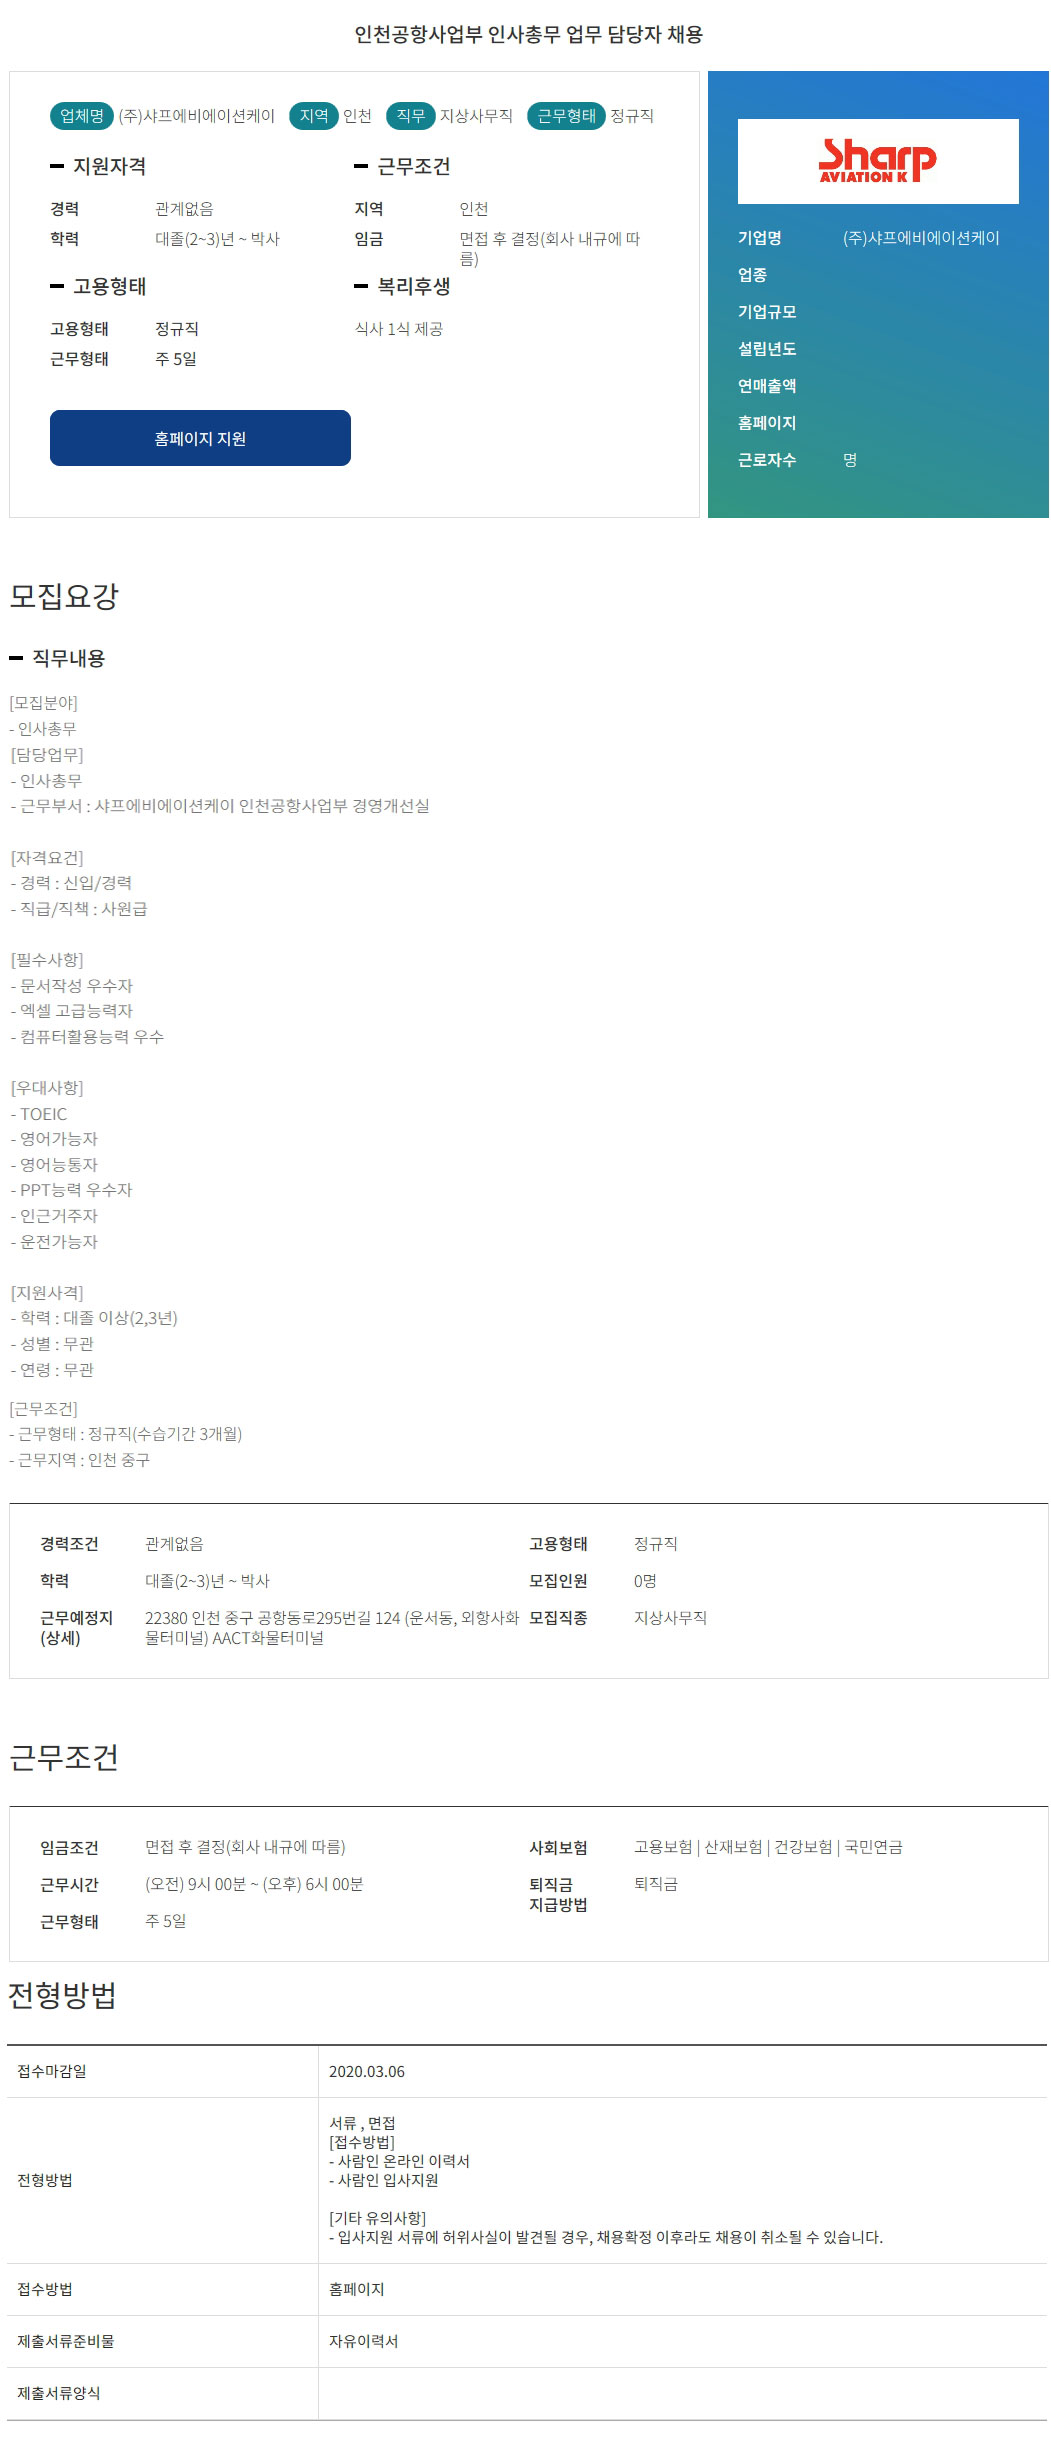 인천공항사업부 인사총무 업무 담당자 채용
업체명 (주)샤프에비에이션케이 지역 인천 직무 지상사무직 근무형태 정규직
지원자격
경력 관계없음
학력 대졸(2~3)년 ~ 박사
근무조건
지역 인천
임금 면접 후 결정(회사 내규에 따
름)
고용형태
고용형태 정규직
근무형태 주 5일
복리후생
식사 1식 제공
홈페이지 지원
Sharp
AVIATION K
기업명 (주)샤프에비에이션케이
업종
기업규모
설립년도
연매출액
홈페이지
근로자수 명
모집요강
직무내용
[모집분야]
- 인사총무
[담당업무]
- 인사총무
- 근무부서 : 샤프에비에이션케이 인천공항사업부 경영개선실
[자격요건]
- 경력 : 신입/경력
- 직급/직책 : 사원급
[필수사항]
- 문서작성 우수자
- 엑셀 고급능력자
- 컴퓨터활용능력 우수
[우대사항]
- TOEIC
- 영어가능자
- 영어능통자
- PPT능력 우수자
- 인근거주자
- 운전가능자
[지원사격]
- 학력 : 대졸 이상(2,3년)
- 성별 : 무관
- 연령 : 무관
[근무조건]
- 근무형태 : 정규직(수습기간 3개월)
- 근무지역 : 인천 중구
경력조건 관계없음 고용형태 정규직
학력 대졸(2~3)년 ~ 박사 모집인원 0명
근무예정지 22380 인천 중구 공항동로295번길 124 (운서동, 외항사화 모집직종 지상사무직
(상세) 물터미널) AACT화물터미널
근무조건
임금조건 면접 후 결정(회사 내규에 따름) 사회보험 고용보험 | 산재보험 | 건강보험 | 국민연금
근무시간 (오전) 9시 00분 ~ (오후) 6시 00분 퇴직금 퇴직금
지급방법
근무형태 주 5일
전형방법
접수마감일 2020.03.06
전형방법
서류 , 면접
[접수방법]
- 사람인 온라인 이력서
- 사람인 입사지원
[기타 유의사항]
- 입사지원 서류에 허위사실이 발견될 경우, 채용확정 이후라도 채용이 취소될 수 있습니다.
접수방법 홈페이지
제출서류준비물 자유이력서
제출서류양식